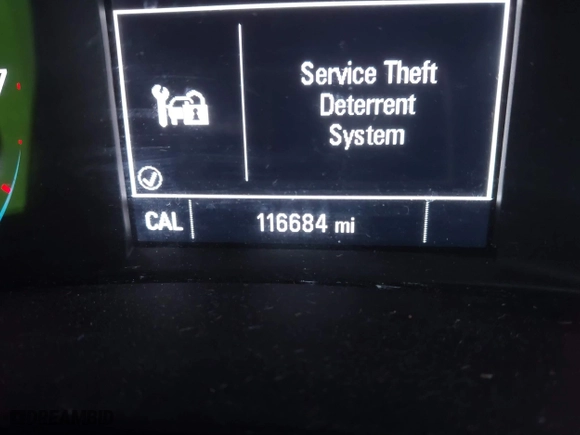 Service Theft
Deterrent
System
CAL
116684 mi